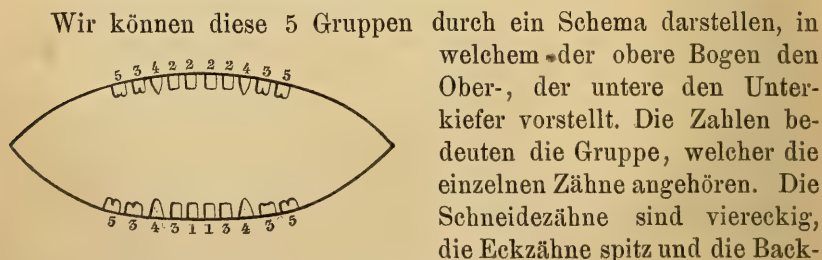 Wir können diese 5 Gruppen durch ein Schema darstellen, in
welchem der obere Bogen den
Ober-, der untere den Unter-
kiefer vorstellt. Die Zahlen be-
deuten die Gruppe, welcher die
einzelnen Zähne angehören. Die
Schneidezähne sind viereckig,
die Eckzähne spitz und die Back-
5 3 4 2 2 2 2 4 3 5
5 3 4 3 1 1 3 4 3 5